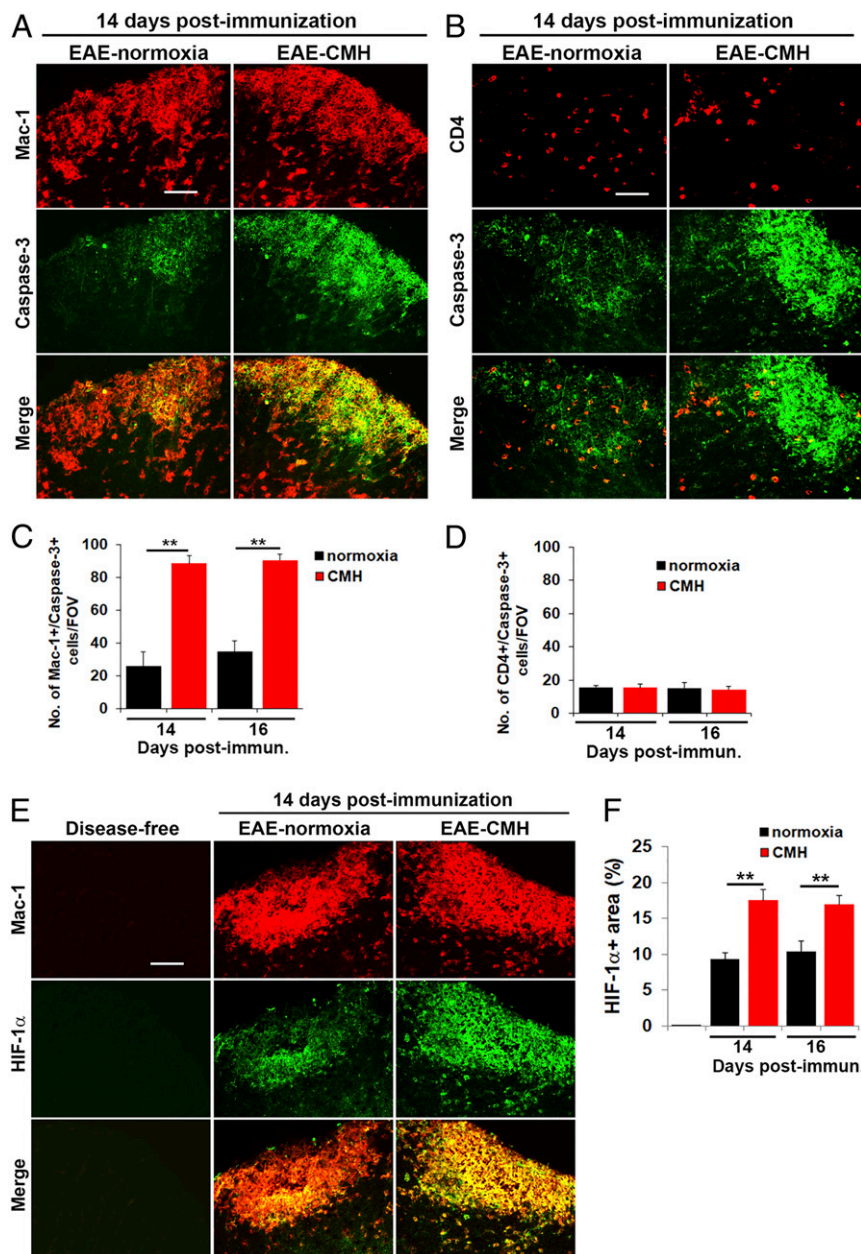 A
14 days post-immunization
EAE-normoxia EAE-CMH
Mac-1
Caspase-3
Merge
B
14 days post-immunization
EAE-normoxia EAE-CMH
CD4
Caspase-3
Merge
C
No. of Mac-1+/Caspase-3+
cells/FOV
100
80
60
40
20
0
** **
normoxia
CMH
14 16
Days post-immun.
D
No. of CD4+/Caspase-3+
cells/FOV
100
80
60
40
20
0
normoxia
CMH
14 16
Days post-immun.
E
14 days post-immunization
Disease-free EAE-normoxia EAE-CMH
Mac-1
HIF-1α
Merge
F
HIF-1α+ area (%)
25
20
15
10
5
0
normoxia
CMH
** **
14 16
Days post-immun.